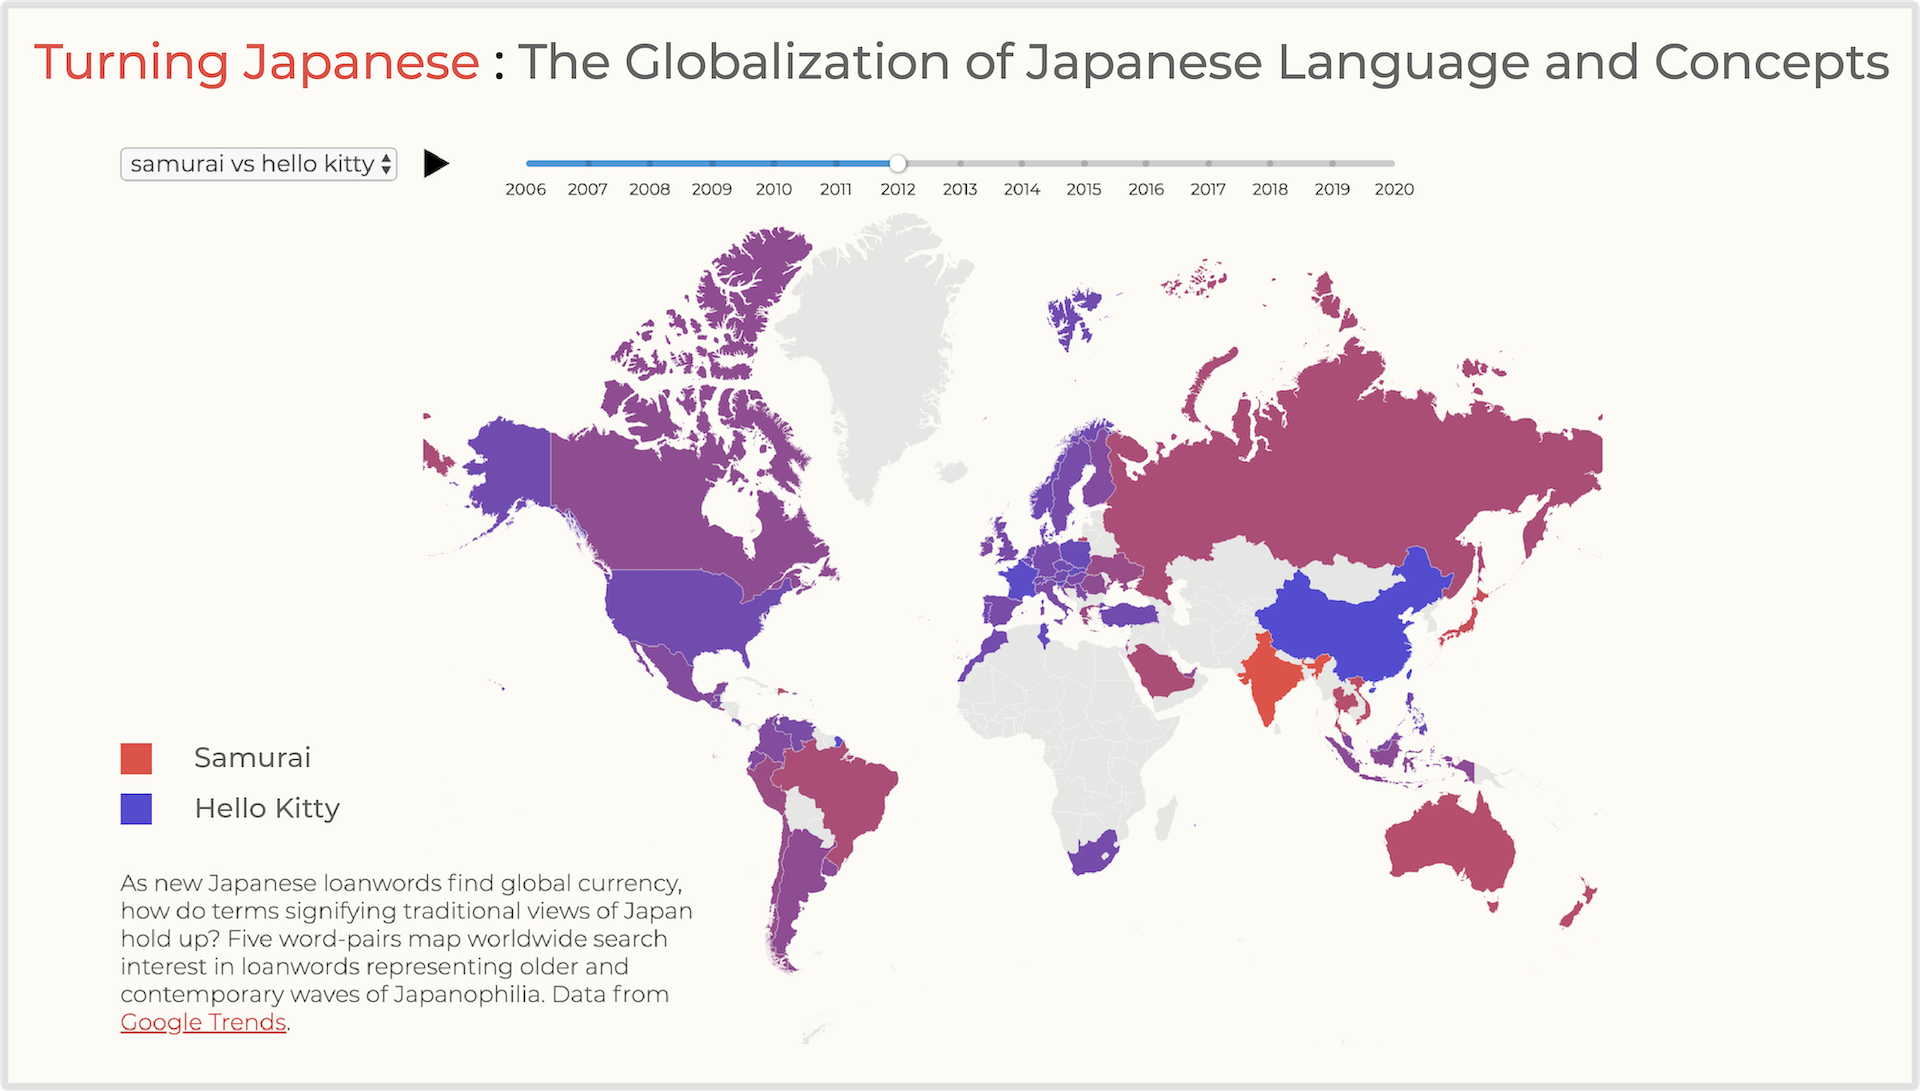 Turning Japanese : The Globalization of Japanese Language and Concepts
samurai vs hello kitty
2006 2007 2008 2009 2010 2011 2012 2013 2014 2015 2016 2017 2018 2019 2020
Samurai
Hello Kitty
As new Japanese loanwords find global currency,
how do terms signifying traditional views of Japan
hold up? Five word-pairs map worldwide search
interest in loanwords representing older and
contemporary waves of Japanophilia. Data from
Google Trends.